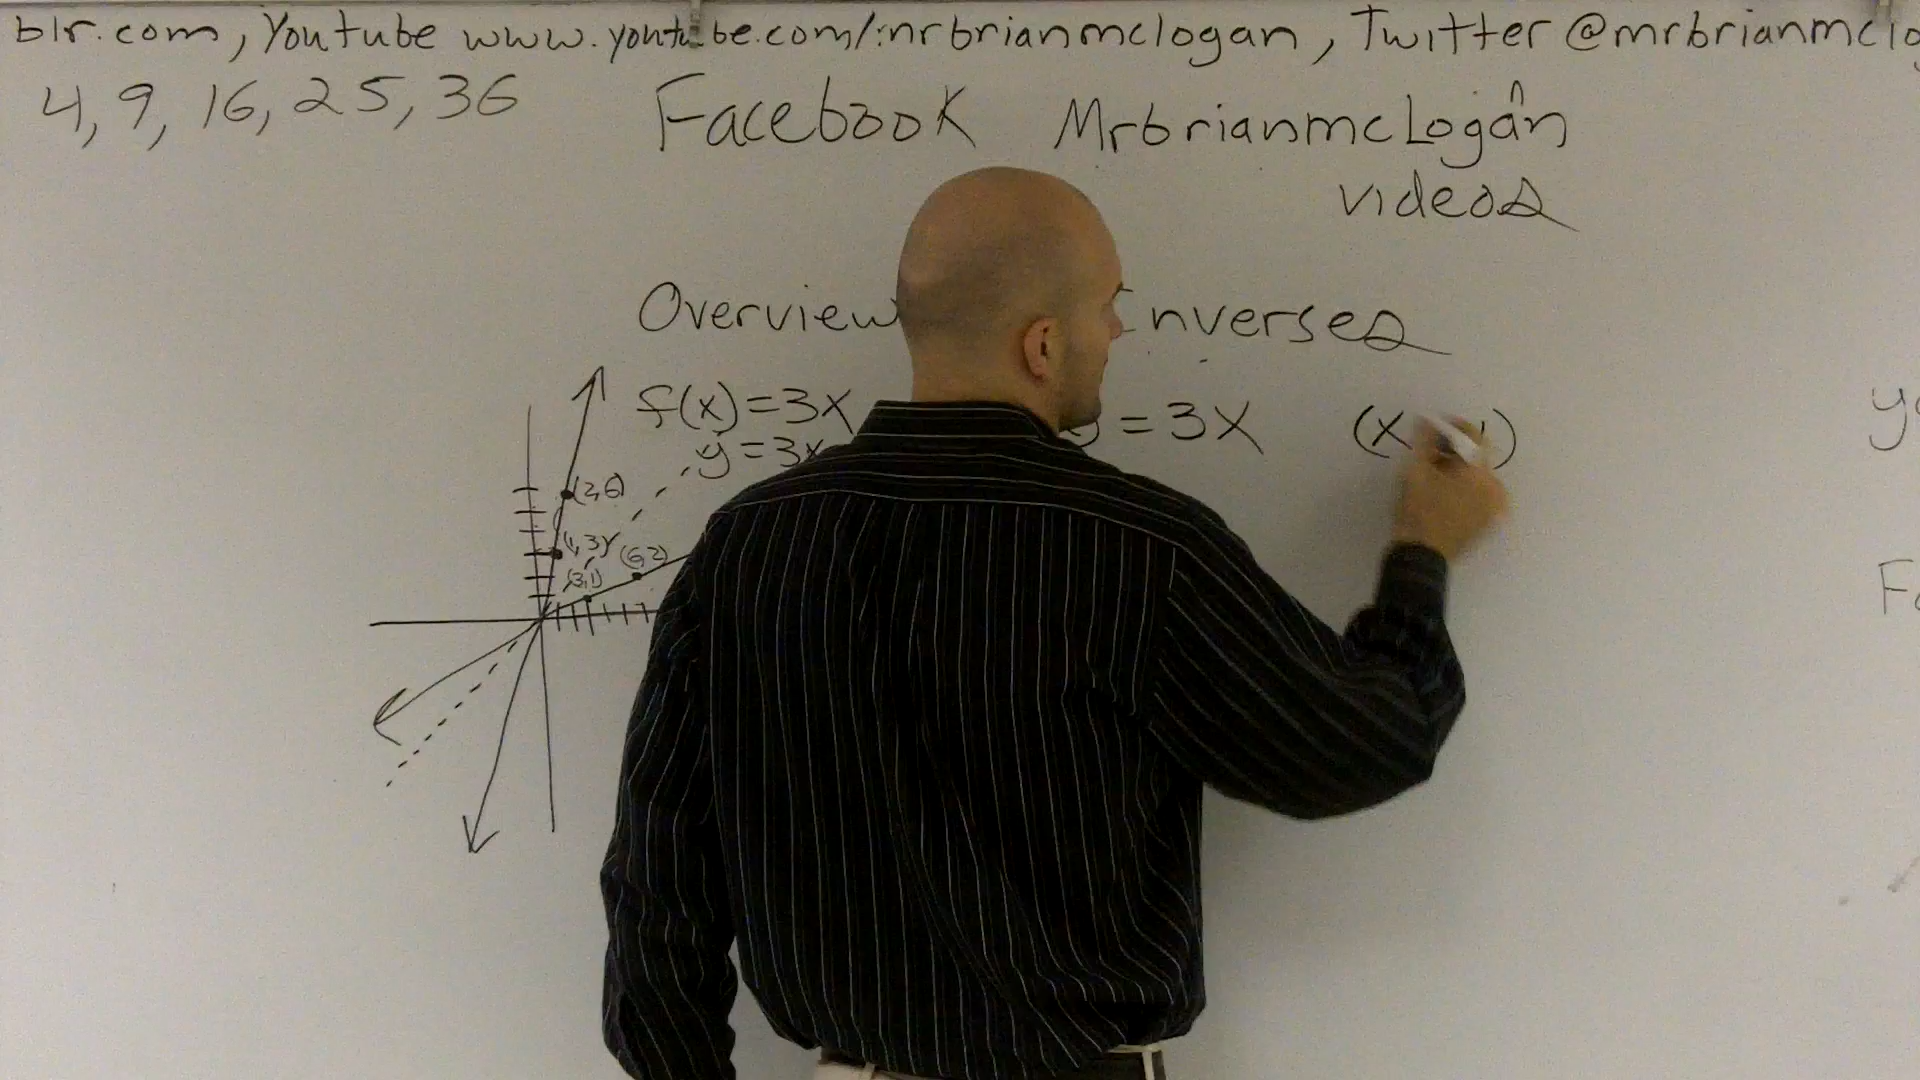 blr.com, Youtube www.youtube.com/mrbrianmclogan, Twitter @mrbrianmclo
4, 9, 16, 25, 36
Facebook Mrbrianmclogan
videos
Overview Inverses
f(x)=3x
y=3x
y=3x
(2,6)
(1,3)
(6,2)
(3,1)